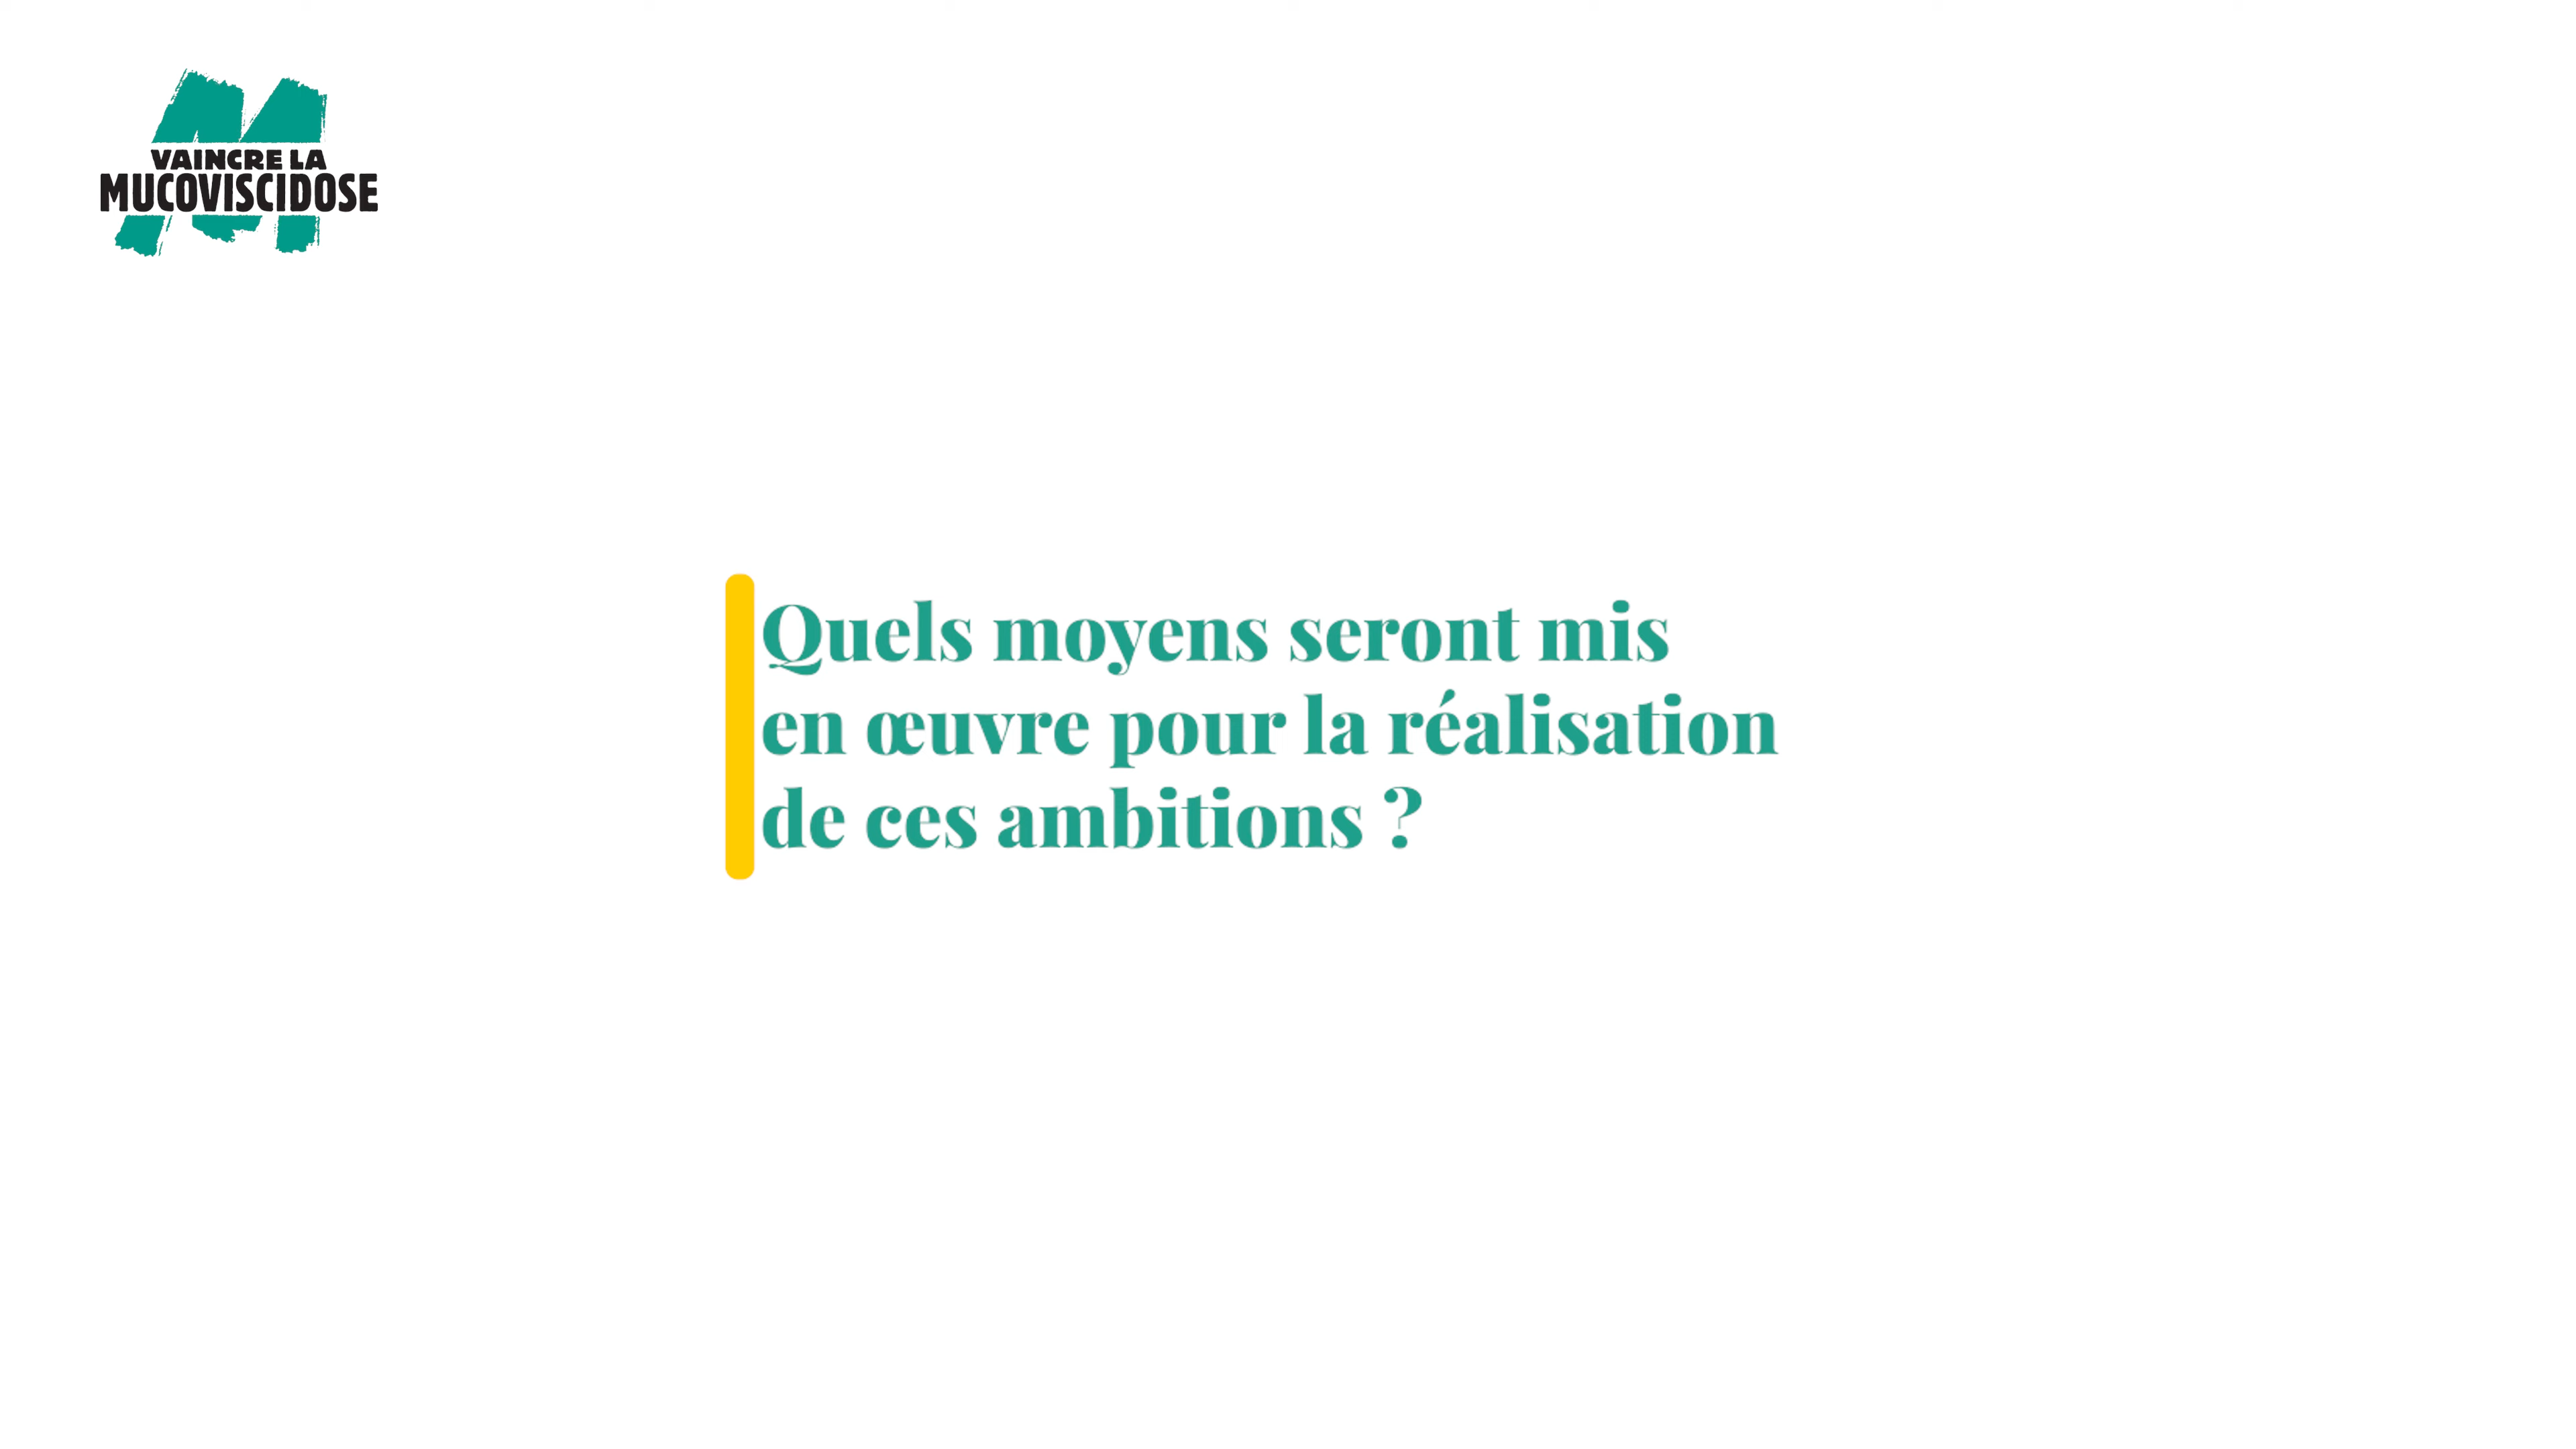 VAINCRE LA
MUCOVISCIDOSE
Quels moyens seront mis
en œuvre pour la réalisation
de ces ambitions ?